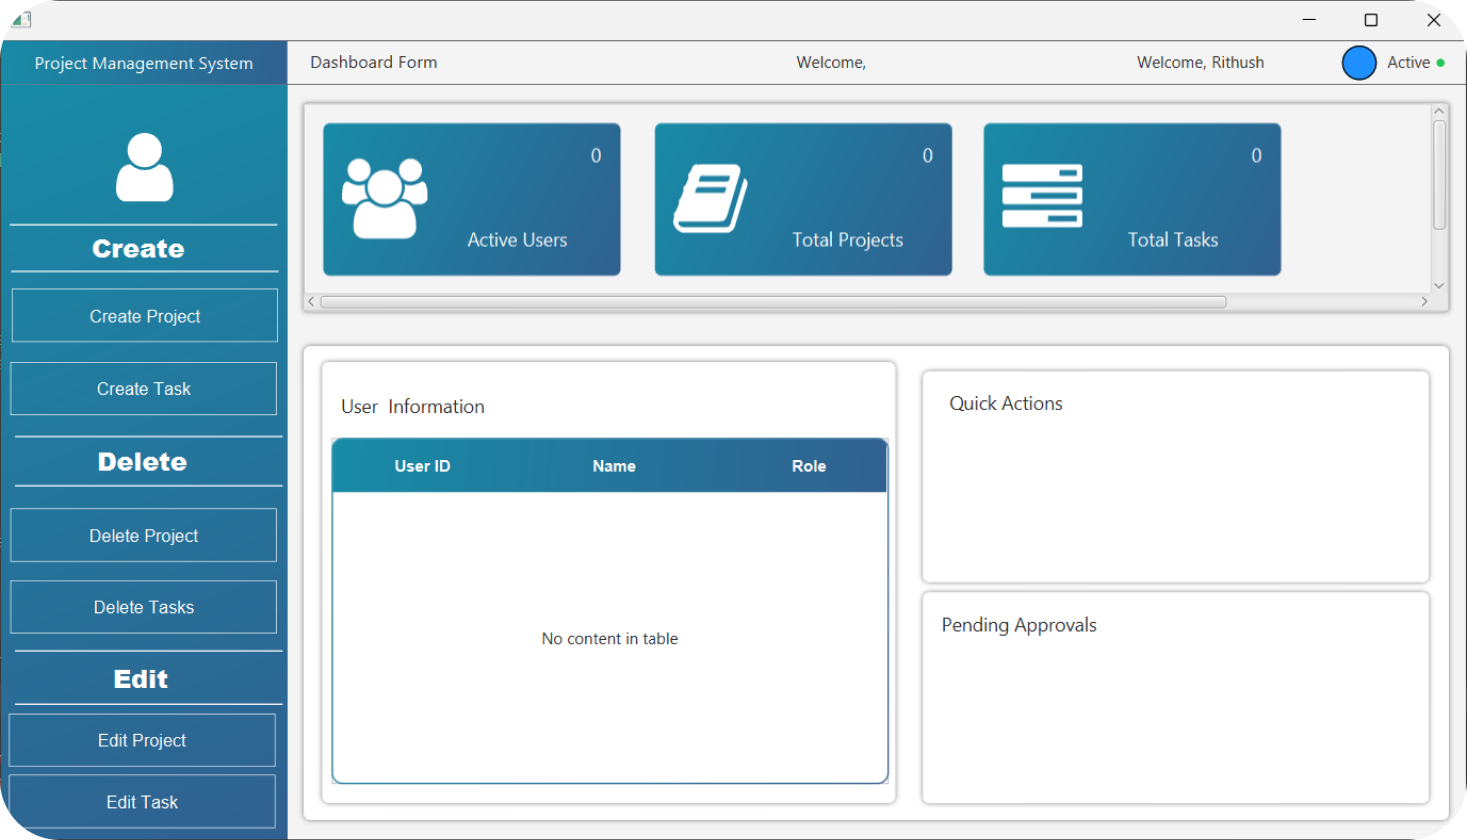 Project Management System
Dashboard Form
Welcome,
Welcome, Rithush
Active
Create
Create Project
Create Task
Delete
Delete Project
Delete Tasks
Edit
Edit Project
Edit Task
0
Active Users
0
Total Projects
0
Total Tasks
User Information
User ID Name Role
No content in table
Quick Actions
Pending Approvals